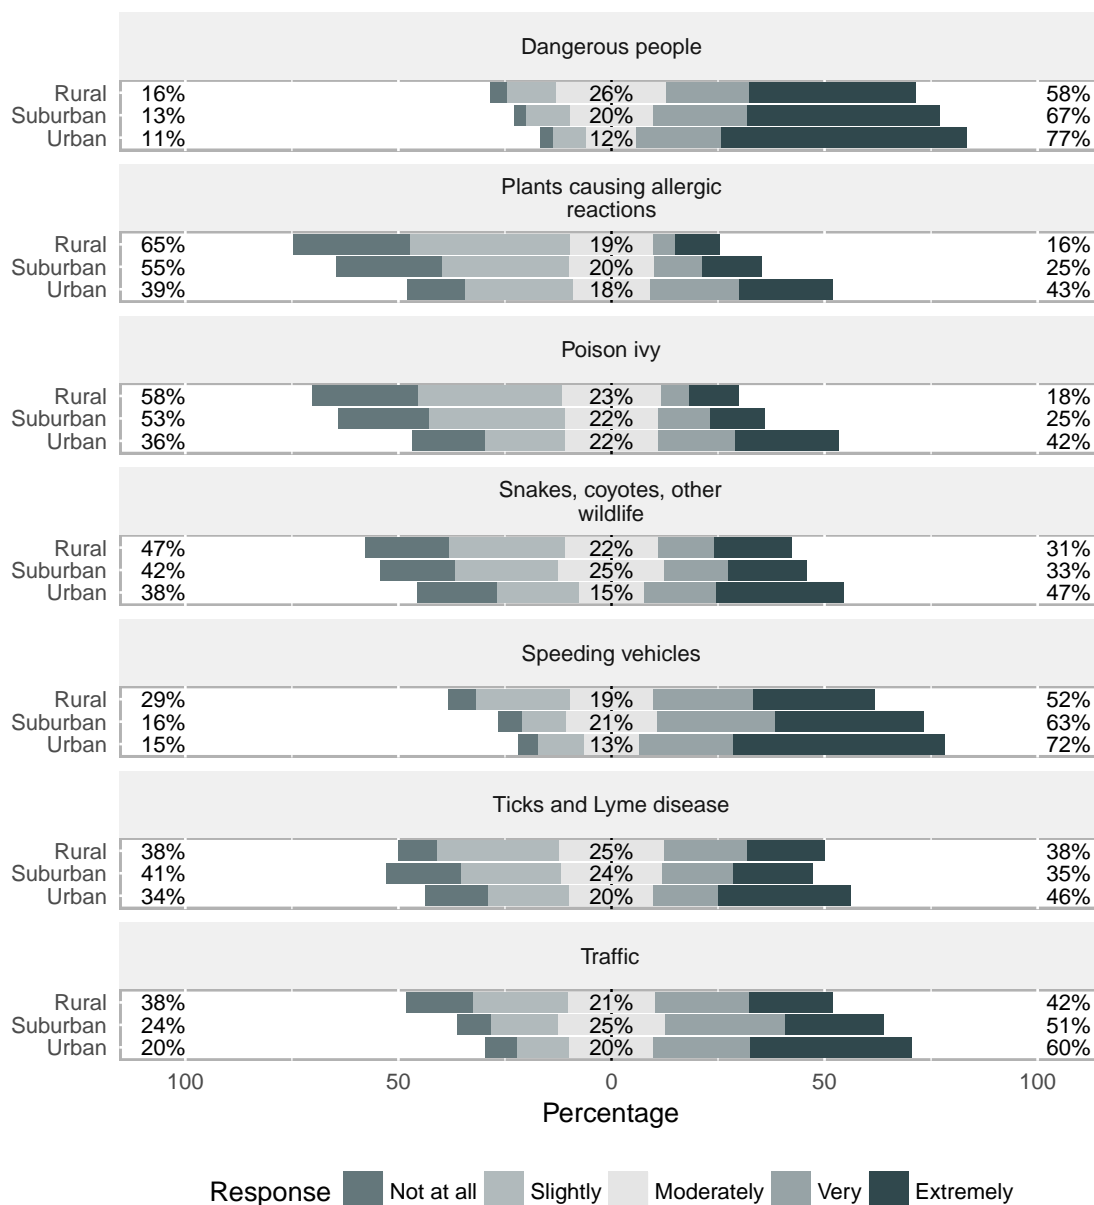 Dangerous people
Rural 16% 26% 58%
Suburban 13% 20% 67%
Urban 11% 12% 77%
Plants causing allergic
reactions
Rural 65% 19% 16%
Suburban 55% 20% 25%
Urban 39% 18% 43%
Poison ivy
Rural 58% 23% 18%
Suburban 53% 22% 25%
Urban 36% 22% 42%
Snakes, coyotes, other
wildlife
Rural 47% 22% 31%
Suburban 42% 25% 33%
Urban 38% 15% 47%
Speeding vehicles
Rural 29% 19% 52%
Suburban 16% 21% 63%
Urban 15% 13% 72%
Ticks and Lyme disease
Rural 38% 25% 38%
Suburban 41% 24% 35%
Urban 34% 20% 46%
Traffic
Rural 38% 21% 42%
Suburban 24% 25% 51%
Urban 20% 20% 60%
100 50 0 50 100
Percentage
Response Not at all Slightly Moderately Very Extremely